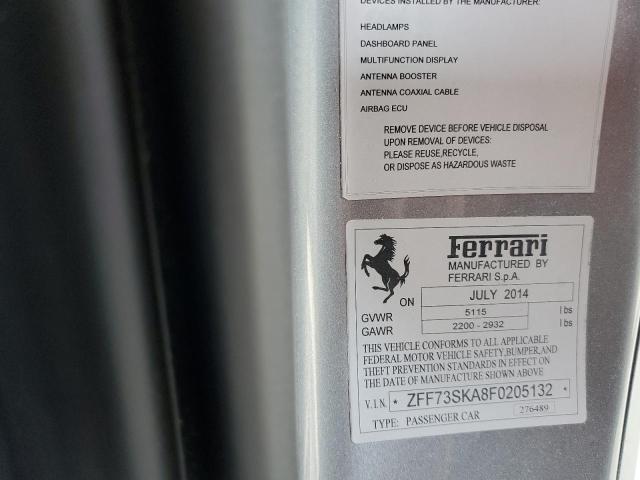 DEVICES INSTALLED BY THE MANUFACTURER:
HEADLAMPS
DASHBOARD PANEL
MULTIFUNCTION DISPLAY
ANTENNA BOOSTER
ANTENNA COAXIAL CABLE
AIRBAG ECU
REMOVE DEVICE BEFORE VEHICLE DISPOSAL
UPON REMOVAL OF DEVICES:
PLEASE REUSE,RECYCLE,
OR DISPOSE AS HAZARDOUS WASTE
Ferrari
MANUFACTURED BY
FERRARI S.p.A.
ON JULY 2014
GVWR 5115 lbs
GAWR 2200 - 2932 lbs
THIS VEHICLE CONFORMS TO ALL APPLICABLE
FEDERAL MOTOR VEHICLE SAFETY,BUMPER,AND
THEFT PREVENTION STANDARDS IN EFFECT ON
THE DATE OF MANUFACTURE SHOWN ABOVE
V.I.N. * ZFF73SKA8F0205132 *
TYPE: PASSENGER CAR 276489